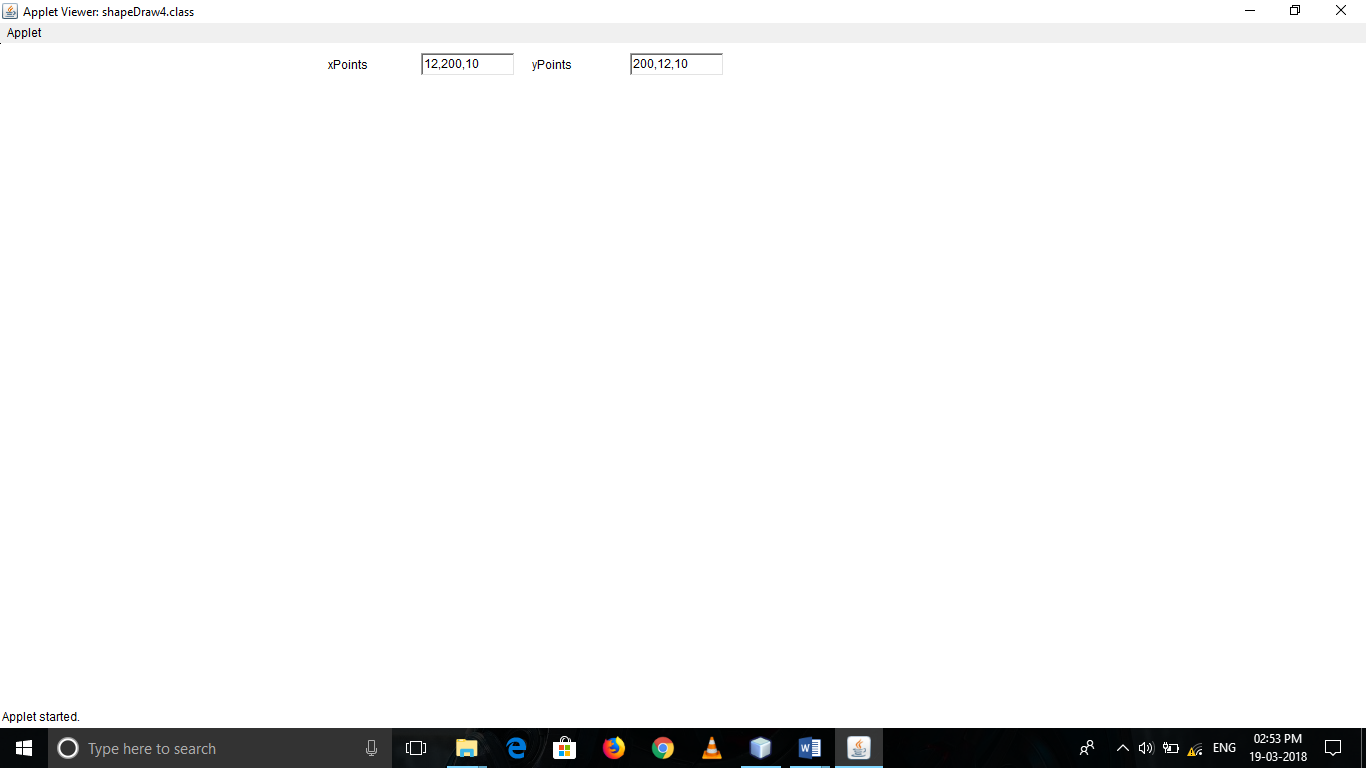 Applet Viewer: shapeDraw4.class
Applet
xPoints 12,200,10 yPoints 200,12,10
Applet started.
Type here to search
ENG
02:53 PM
19-03-2018